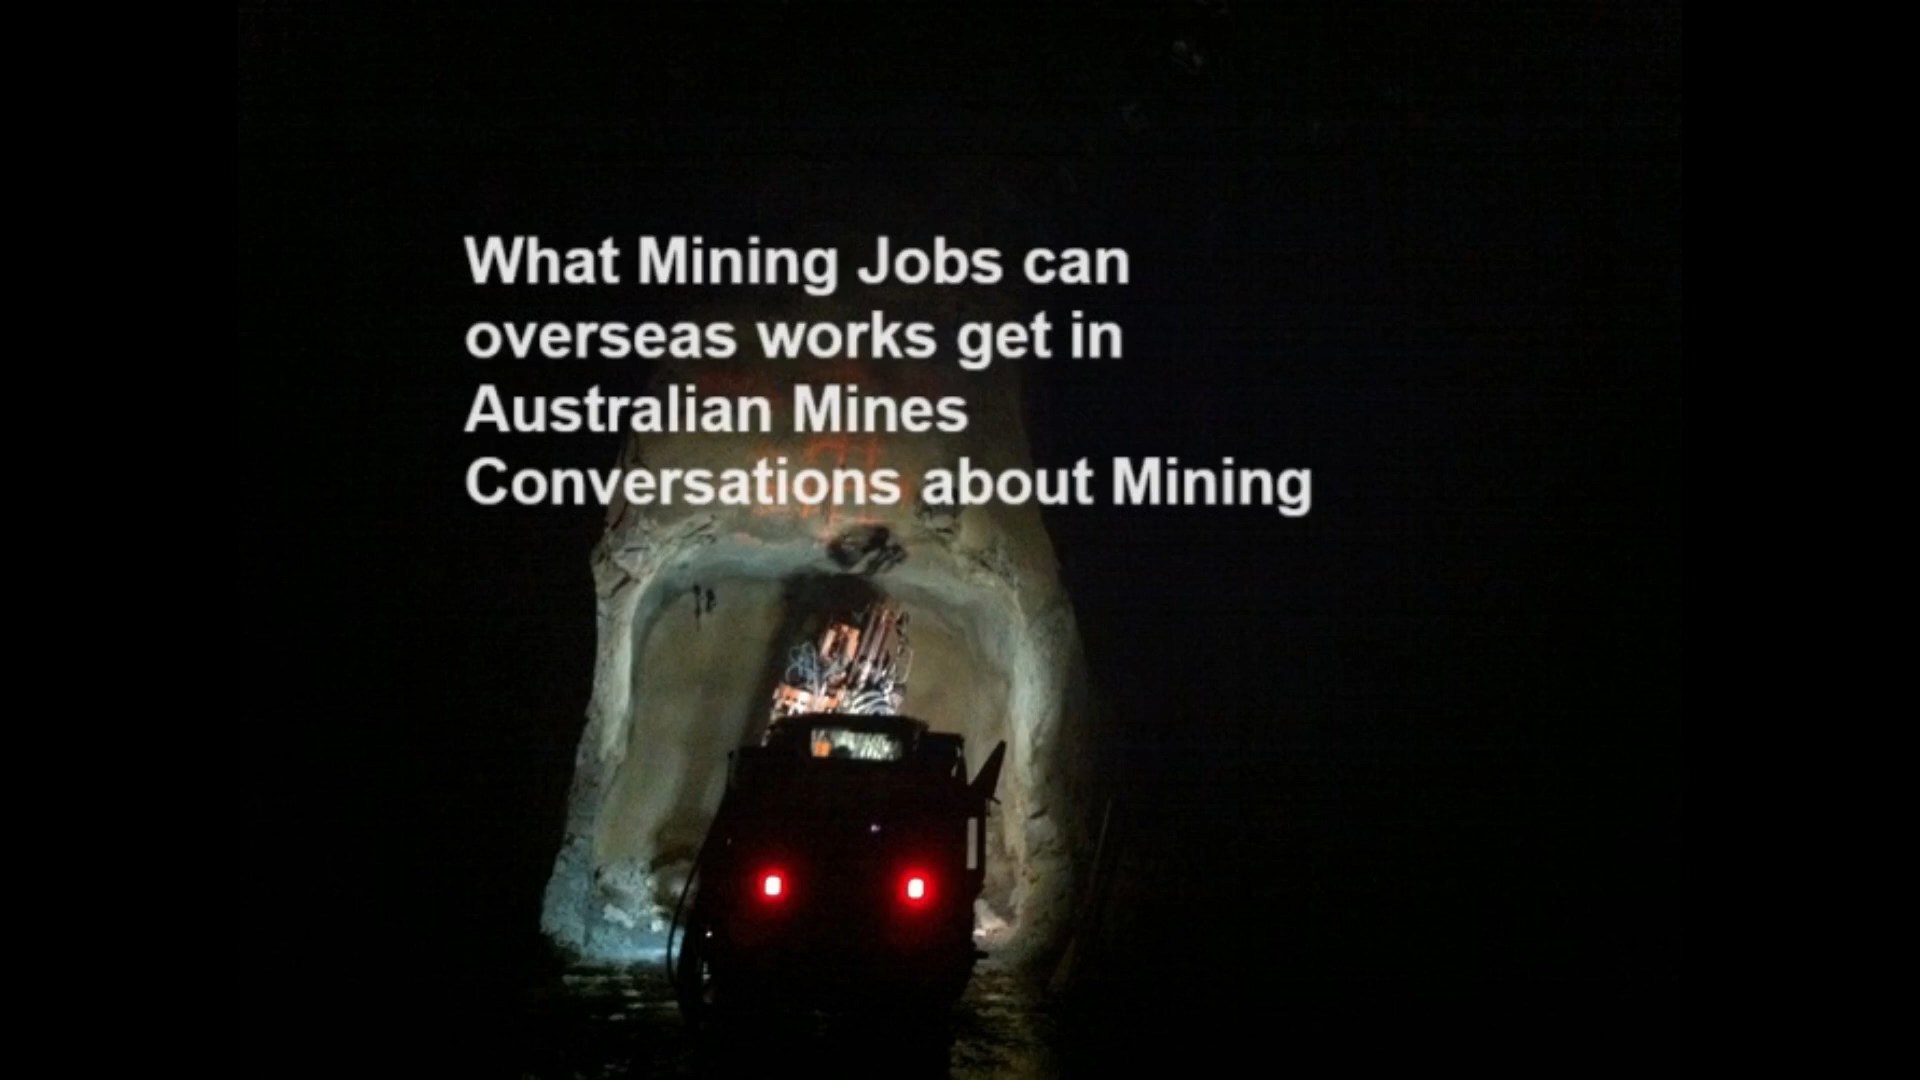 What Mining Jobs can
overseas works get in
Australian Mines
Conversations about Mining